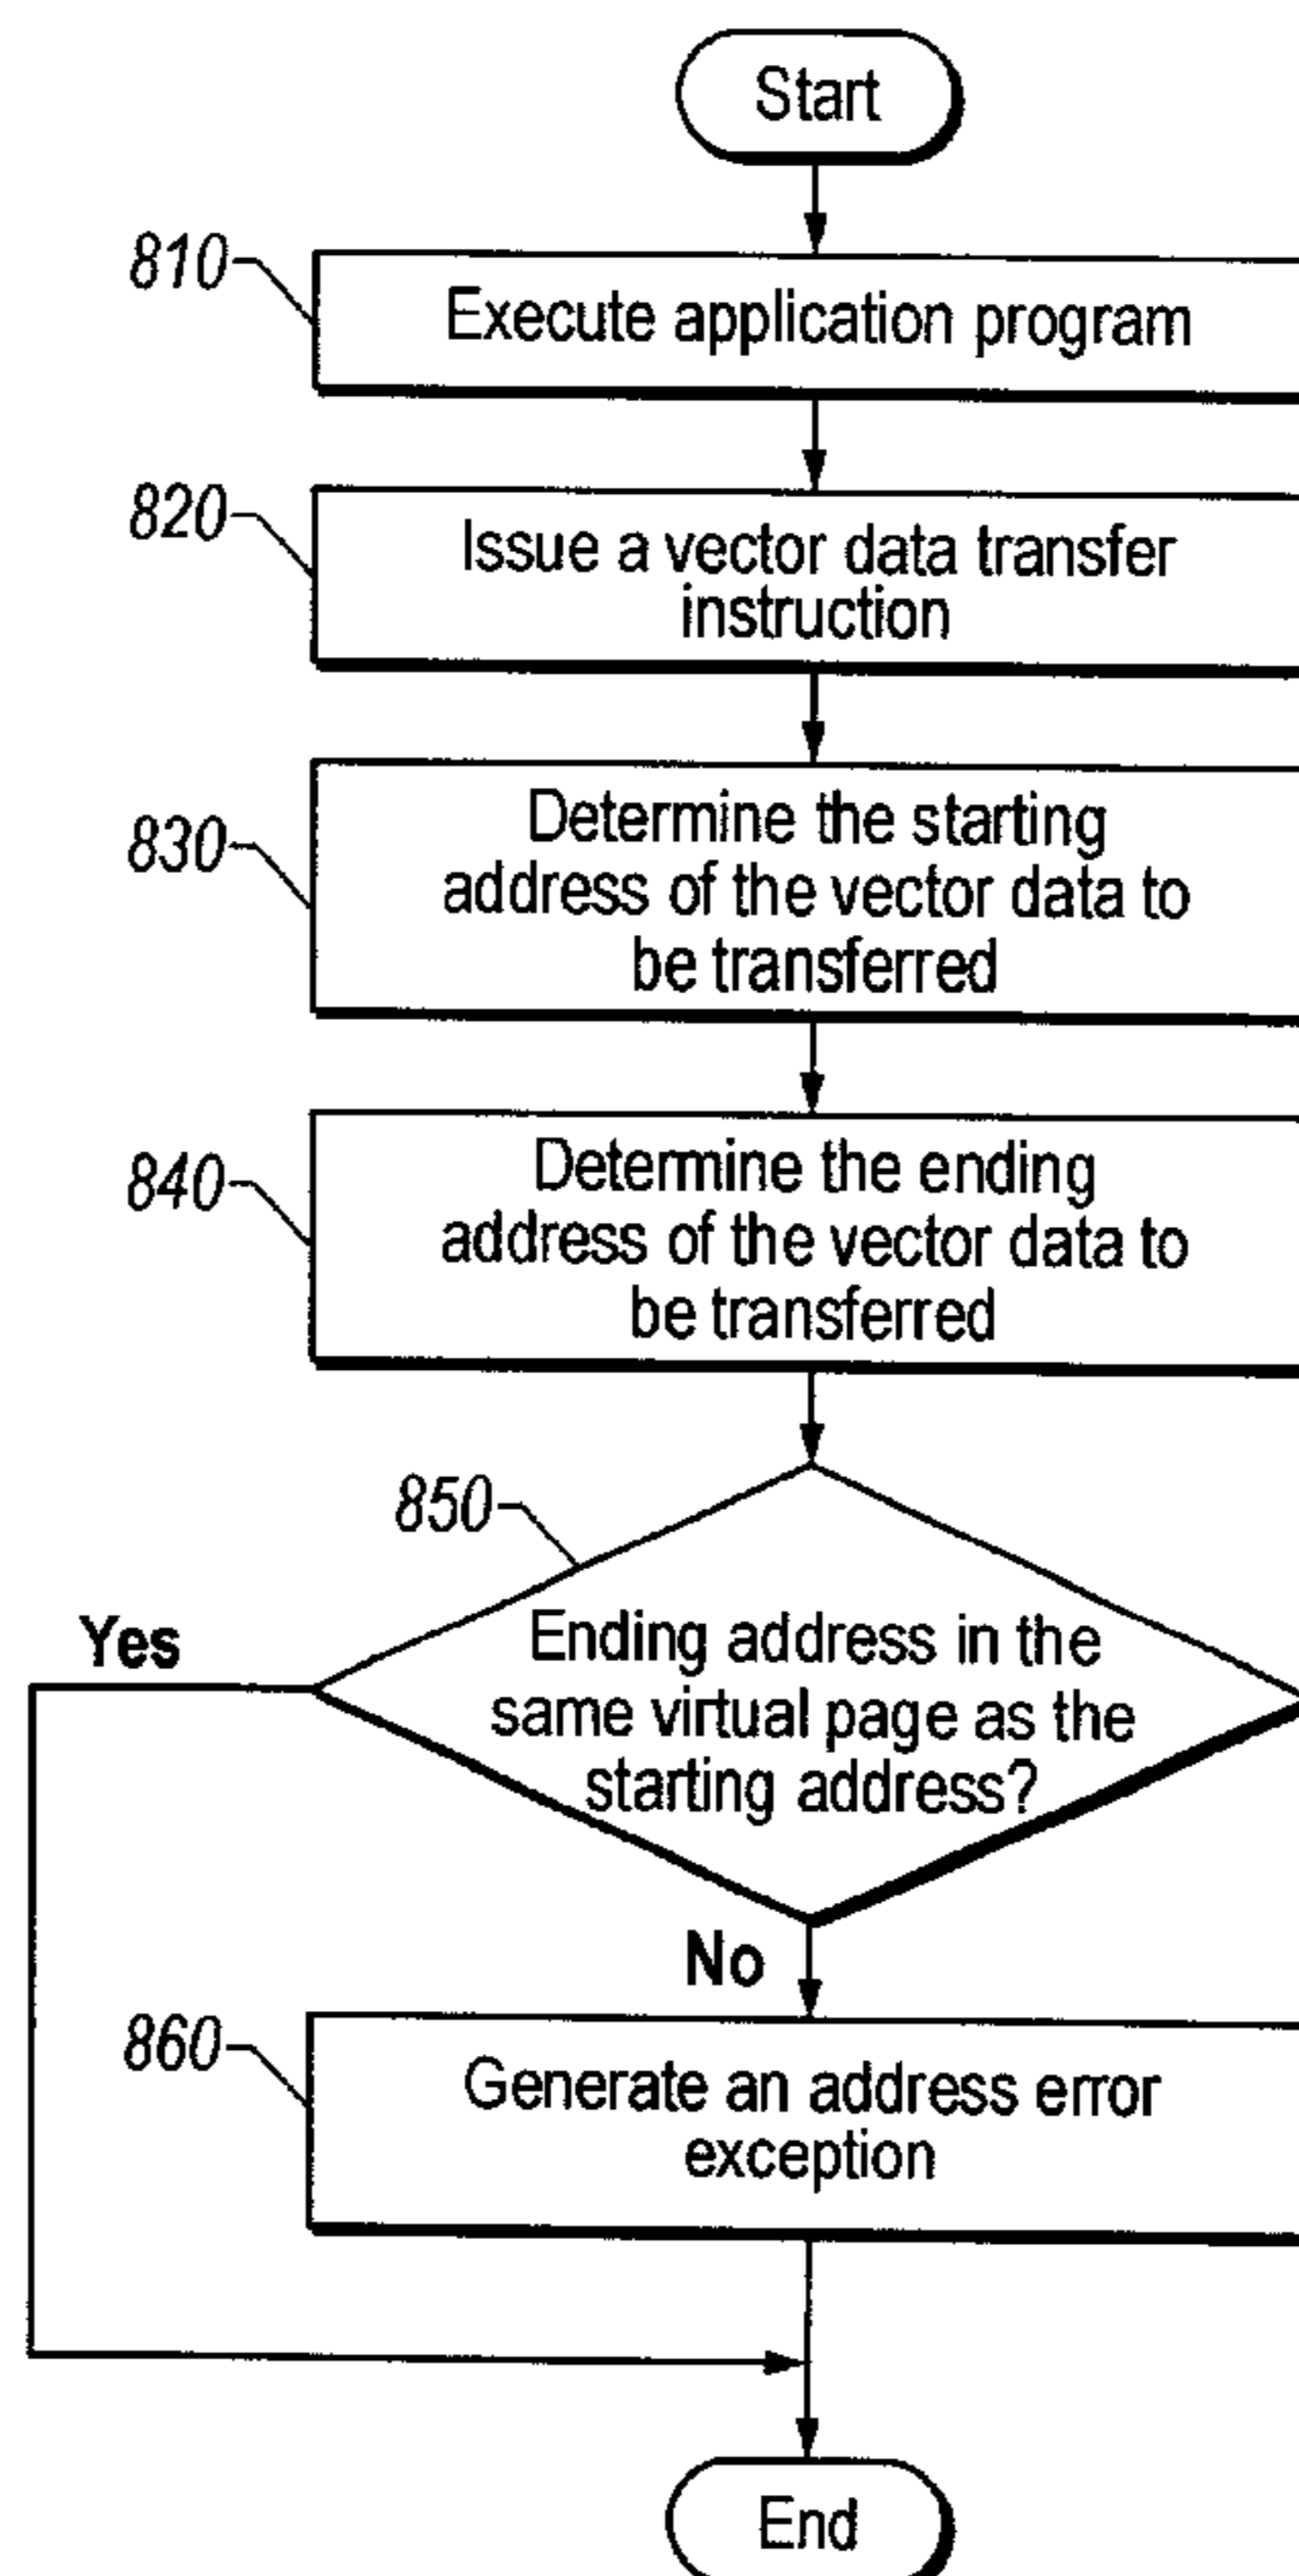 Start
810
Execute application program
820
Issue a vector data transfer
instruction
830
Determine the starting
address of the vector data to
be transferred
840
Determine the ending
address of the vector data to
be transferred
850
Yes
Ending address in the
same virtual page as the
starting address?
No
860
Generate an address error
exception
End